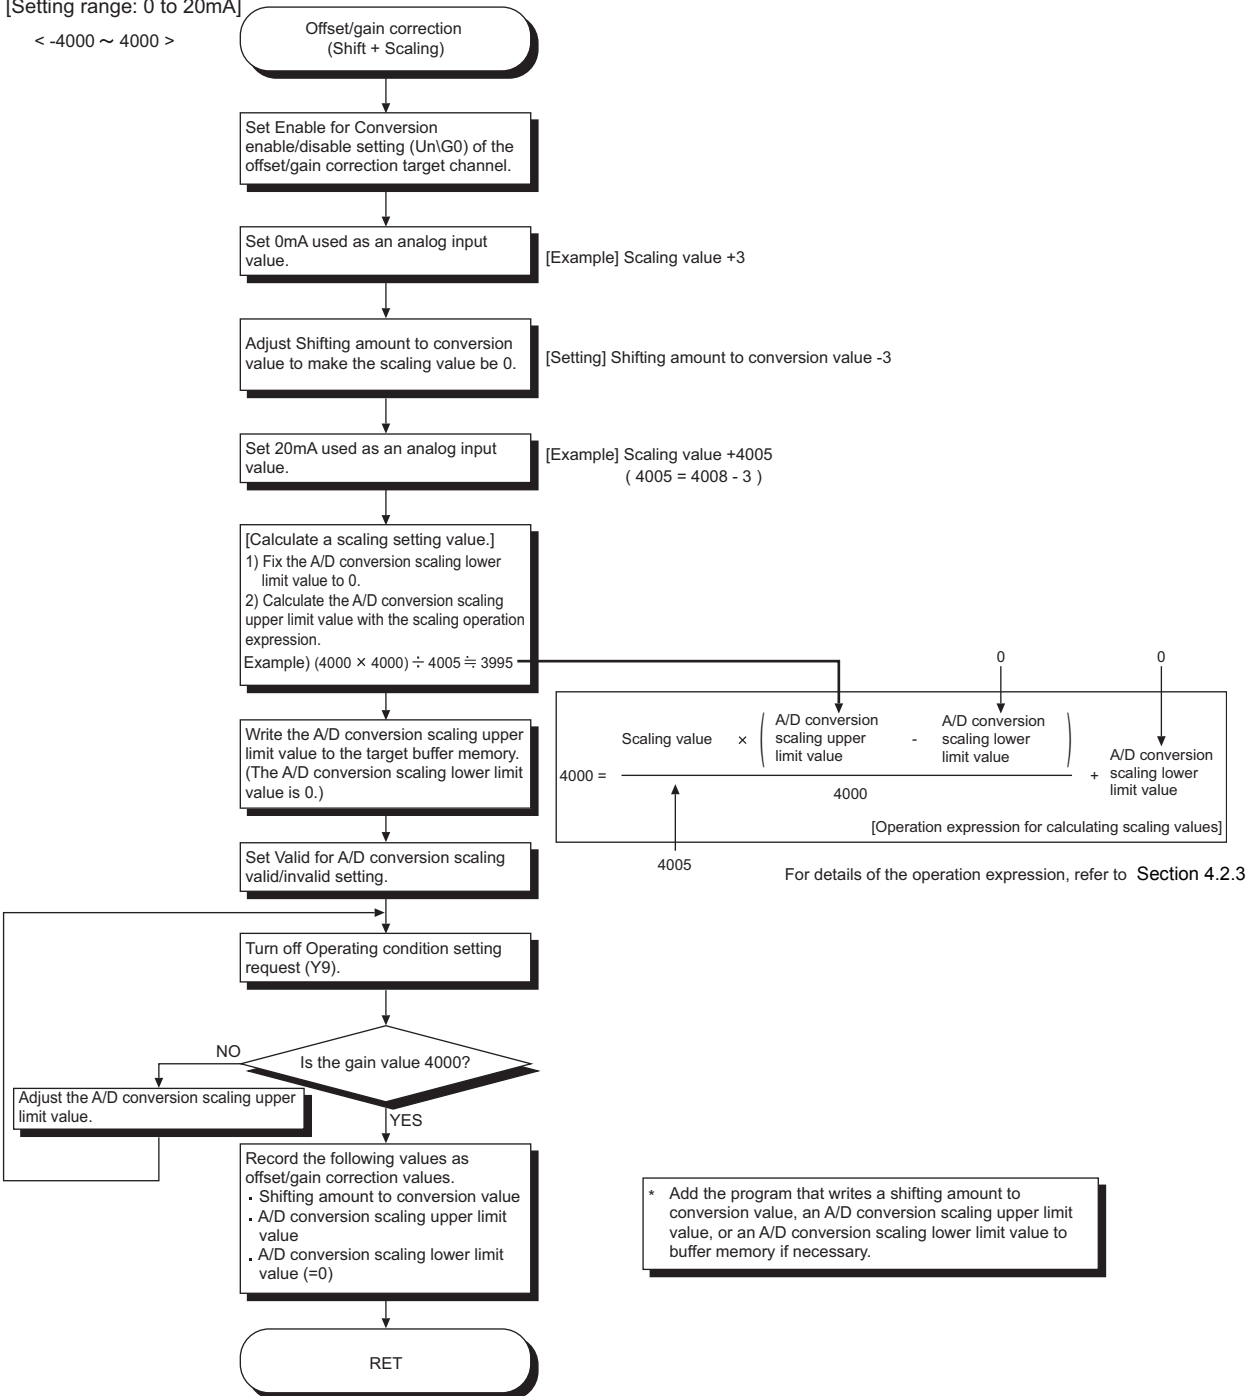 [Setting range: 0 to 20mA]
< -4000 ～ 4000 >
Offset/gain correction
(Shift + Scaling)
Set Enable for Conversion
enable/disable setting (Un\G0) of the
offset/gain correction target channel.
Set 0mA used as an analog input
value.
[Example] Scaling value +3
Adjust Shifting amount to conversion
value to make the scaling value be 0.
[Setting] Shifting amount to conversion value -3
Set 20mA used as an analog input
value.
[Example] Scaling value +4005
( 4005 = 4008 - 3 )
[Calculate a scaling setting value.]
1) Fix the A/D conversion scaling lower
limit value to 0.
2) Calculate the A/D conversion scaling
upper limit value with the scaling operation
expression.
Example) (4000 × 4000) ÷ 4005 ≒ 3995
0
0
4000 =
Scaling value
×
(
A/D conversion
scaling upper
limit value
-
A/D conversion
scaling lower
limit value
)
4000
+
A/D conversion
scaling lower
limit value
[Operation expression for calculating scaling values]
4005
For details of the operation expression, refer to Section 4.2.3
Write the A/D conversion scaling upper
limit value to the target buffer memory.
(The A/D conversion scaling lower limit
value is 0.)
Set Valid for A/D conversion scaling
valid/invalid setting.
Turn off Operating condition setting
request (Y9).
Is the gain value 4000?
NO
Adjust the A/D conversion scaling upper
limit value.
YES
Record the following values as
offset/gain correction values.
· Shifting amount to conversion value
· A/D conversion scaling upper limit
value
· A/D conversion scaling lower limit
value (=0)
* Add the program that writes a shifting amount to
conversion value, an A/D conversion scaling upper limit
value, or an A/D conversion scaling lower limit value to
buffer memory if necessary.
RET